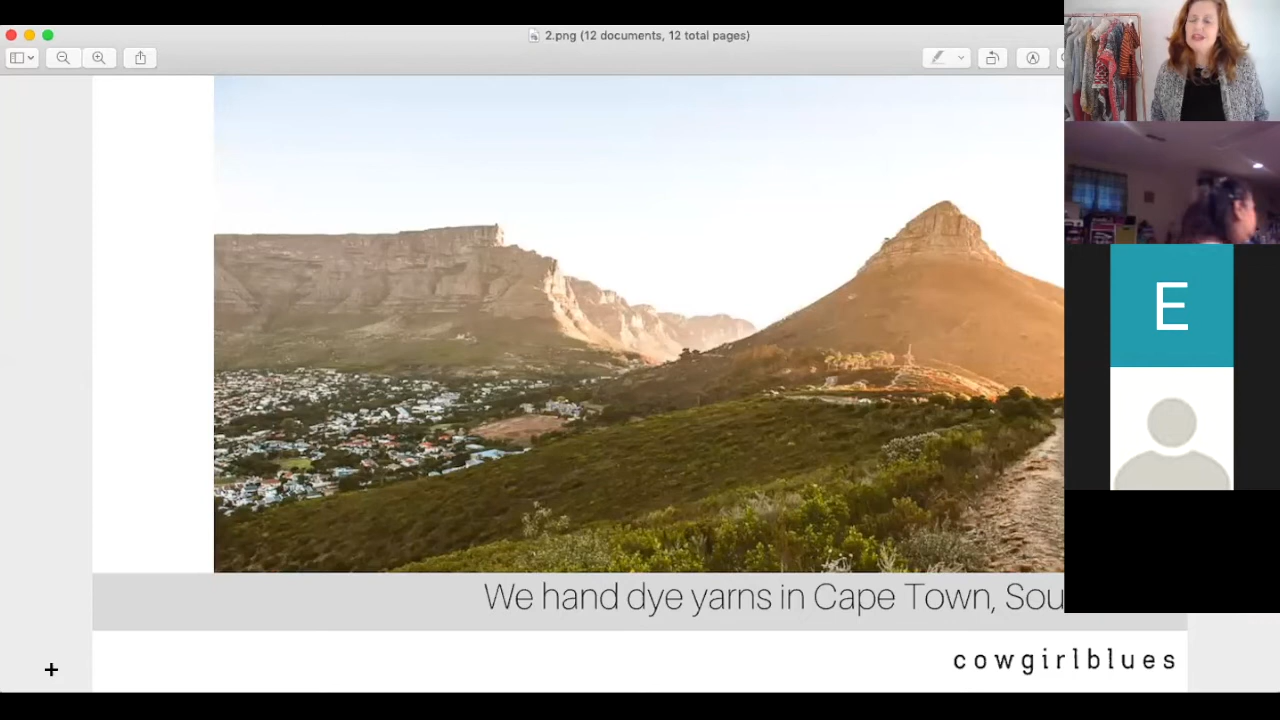 2.png (12 documents, 12 total pages)
E
We hand dye yarns in Cape Town, Sou
cowgirlblues